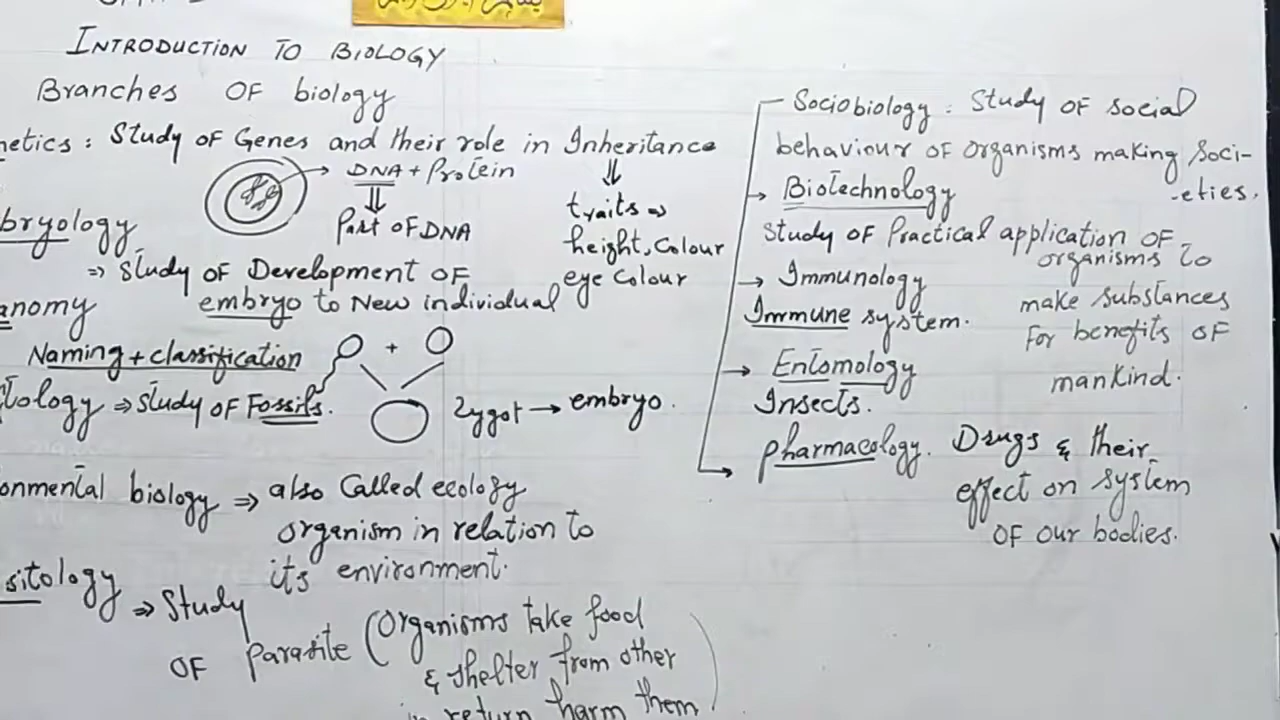 INTRODUCTION TO BIOLOGY
Branches OF biology
netics : Study of Genes and their role in Inheritance
DNA + Protein
Part OF DNA
traits ⇒
height, Colour
eye Colour
bryology
⇒ Study of Development OF
embryo to New individual
anomy
Naming + classification
+
tology ⇒ Study OF Fossils.
Zygot → embryo.
onmental biology ⇒ also Called ecology
organism in relation to
its environment.
sitology ⇒ Study
OF Parasite (Organisms take food
& shelter from other
in return harm them)
Sociobiology : Study OF social
behaviour OF organisms making Soci-
-eties.
→ Biotechnology
Study OF Practical application OF
organisms to
make substances
For benefits OF
mankind.
→ Immunology
Immune system.
→ Entomology
Insects.
→ Pharmacology. Drugs & their
effect on system
OF our bodies.